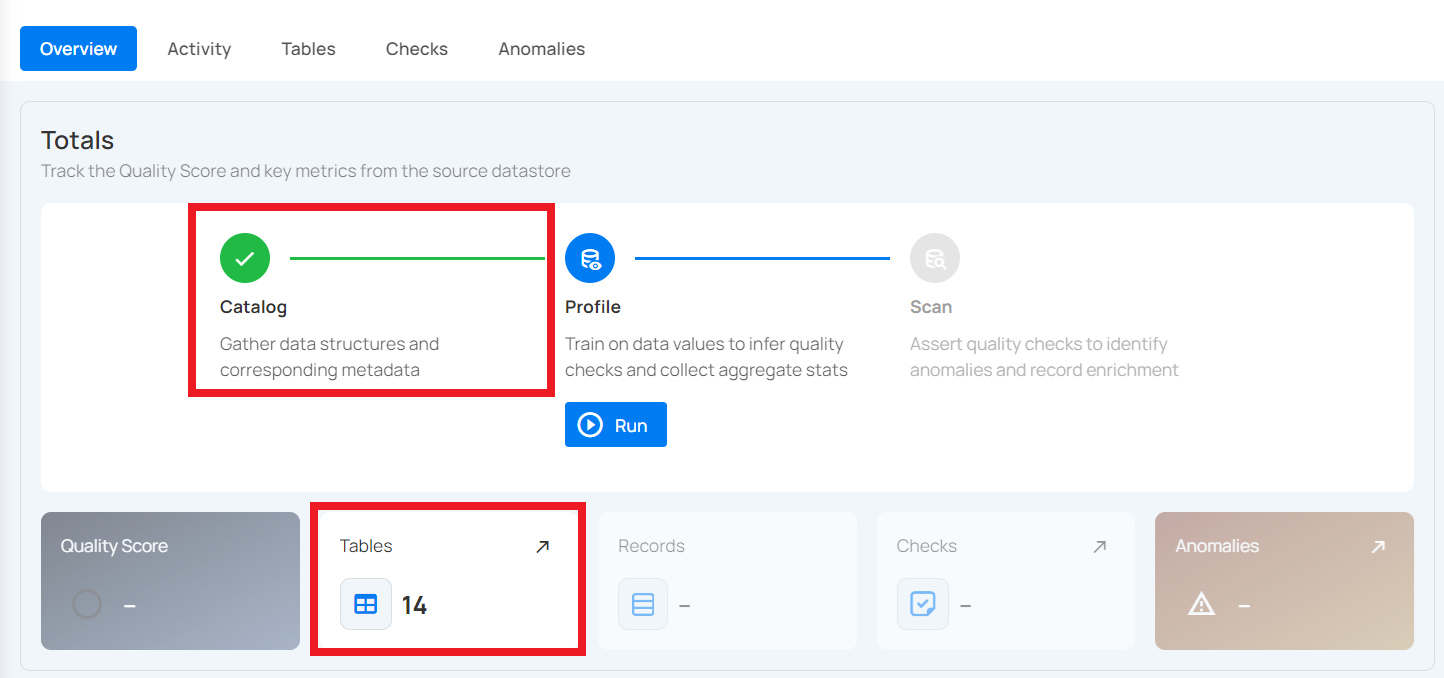 Overview Activity Tables Checks Anomalies
Totals
Track the Quality Score and key metrics from the source datastore
Catalog
Gather data structures and
corresponding metadata
Profile
Train on data values to infer quality
checks and collect aggregate stats
Run
Scan
Assert quality checks to identify
anomalies and record enrichment
Quality Score
–
Tables
14
Records
–
Checks
–
Anomalies
–